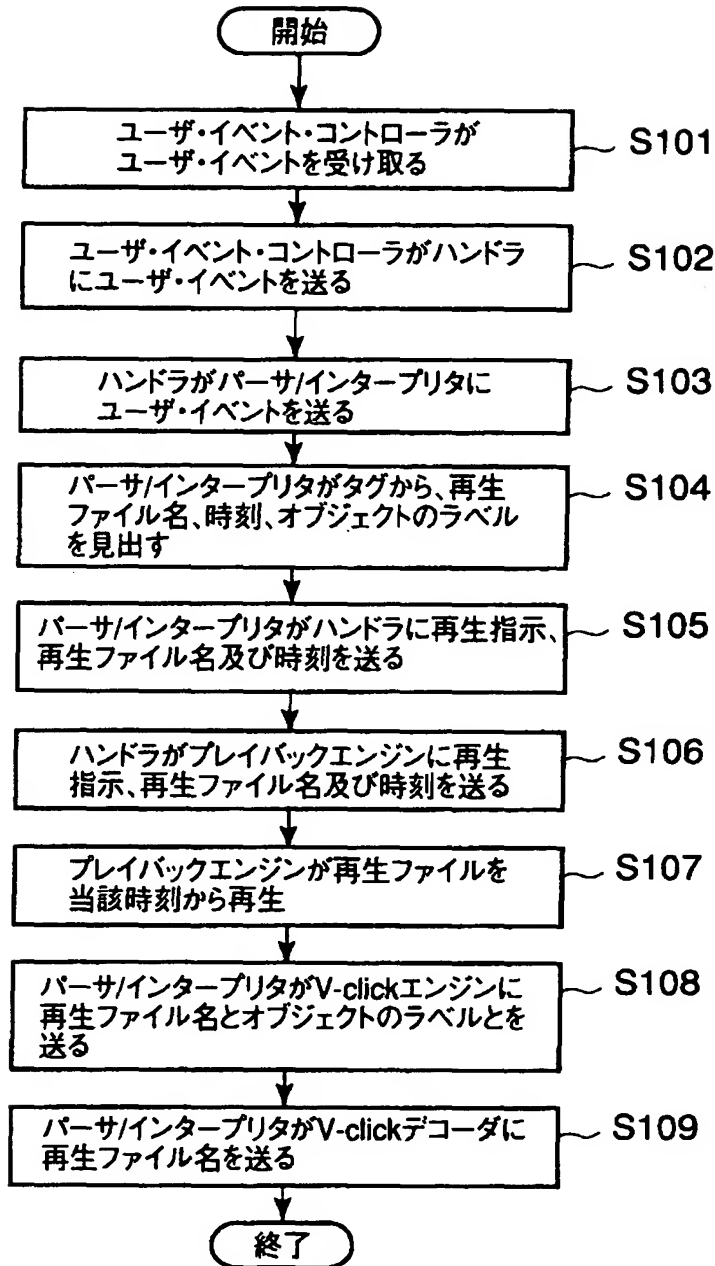 開始
ユーザ・イベント・コントローラが
ユーザ・イベントを受け取る
S101
ユーザ・イベント・コントローラがハンドラ
にユーザ・イベントを送る
S102
ハンドラがパーサ/インタープリタに
ユーザ・イベントを送る
S103
パーサ/インタープリタがタグから、再生
ファイル名、時刻、オブジェクトのラベル
を見出す
S104
パーサ/インタープリタがハンドラに再生指示、
再生ファイル名及び時刻を送る
S105
ハンドラがプレイバックエンジンに再生
指示、再生ファイル名及び時刻を送る
S106
プレイバックエンジンが再生ファイルを
当該時刻から再生
S107
パーサ/インタープリタがV-clickエンジンに
再生ファイル名とオブジェクトのラベルとを
送る
S108
パーサ/インタープリタがV-clickデコーダに
再生ファイル名を送る
S109
終了